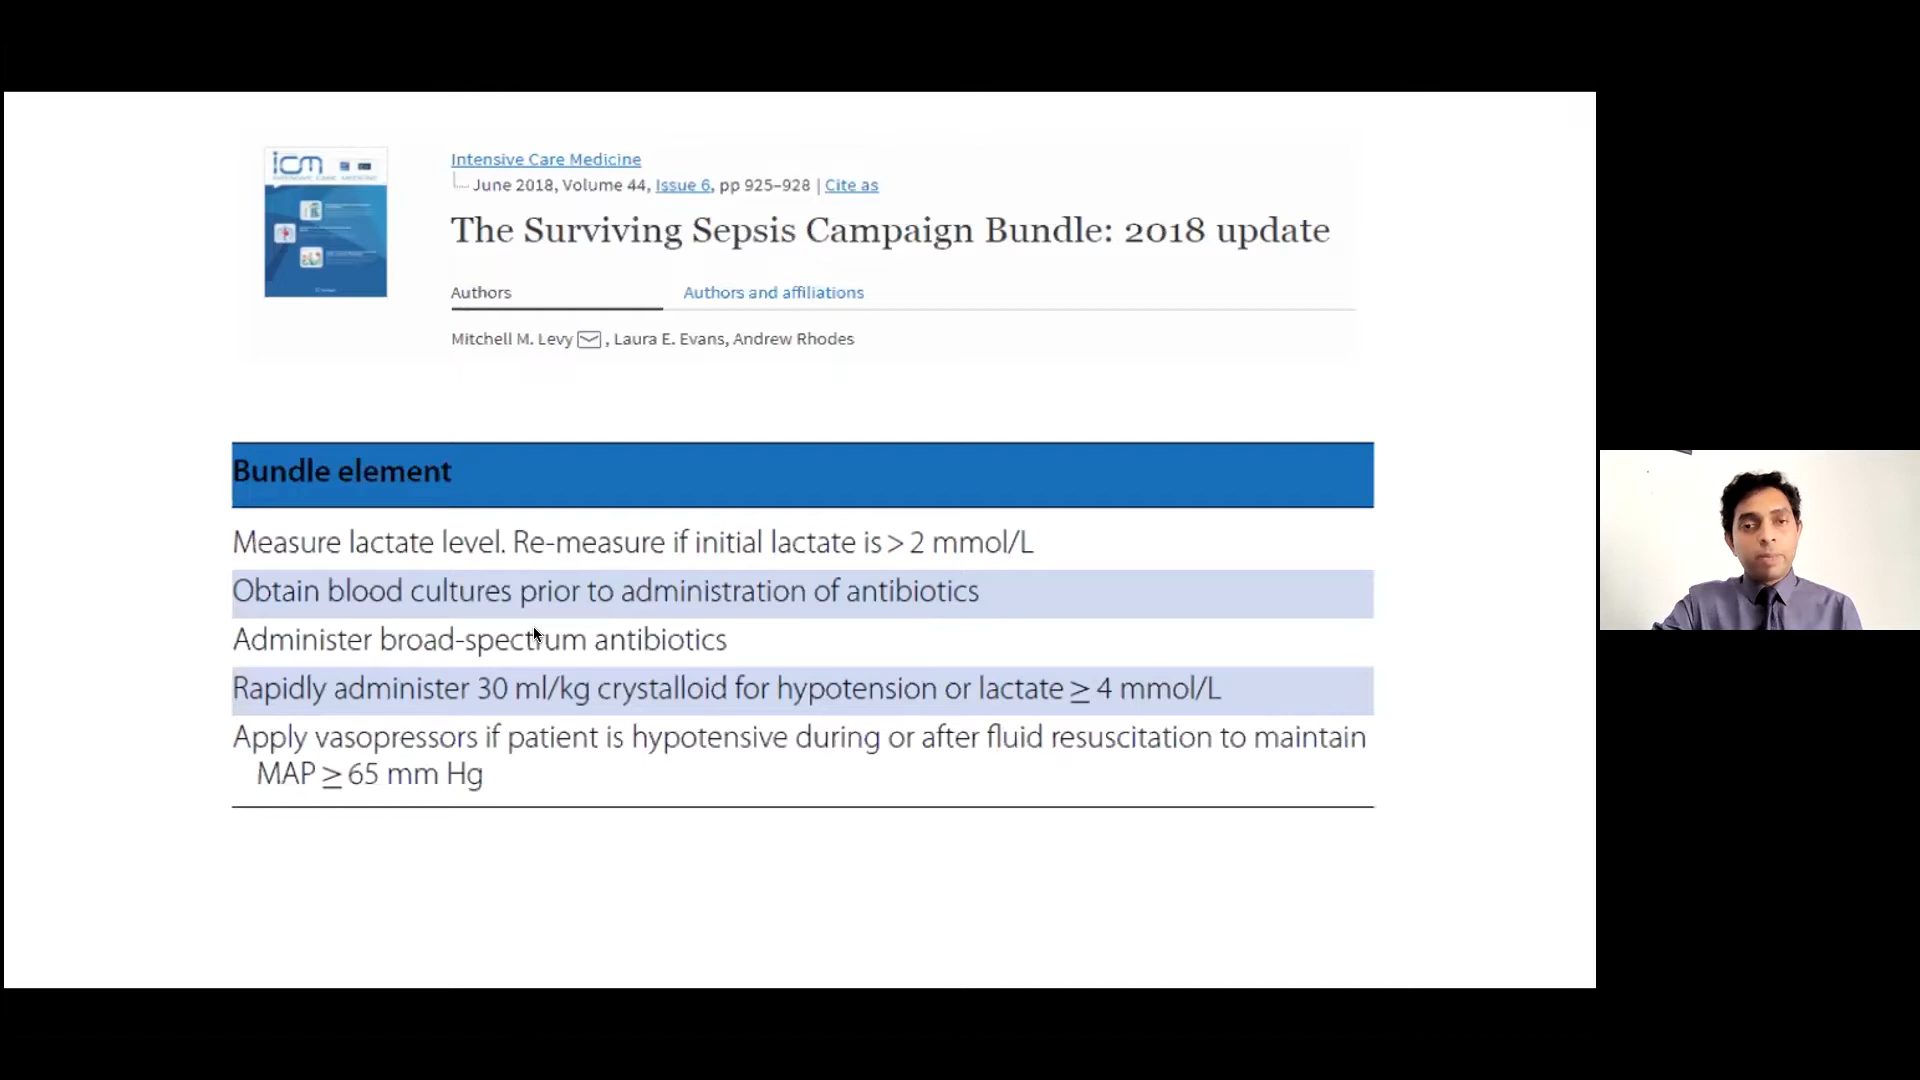 icm
Intensive Care Medicine
June 2018, Volume 44, Issue 6, pp 925–928 | Cite as
The Surviving Sepsis Campaign Bundle: 2018 update
Authors Authors and affiliations
Mitchell M. Levy , Laura E. Evans, Andrew Rhodes
Bundle element
Measure lactate level. Re-measure if initial lactate is > 2 mmol/L
Obtain blood cultures prior to administration of antibiotics
Administer broad-spectrum antibiotics
Rapidly administer 30 ml/kg crystalloid for hypotension or lactate ≥ 4 mmol/L
Apply vasopressors if patient is hypotensive during or after fluid resuscitation to maintain
MAP ≥ 65 mm Hg